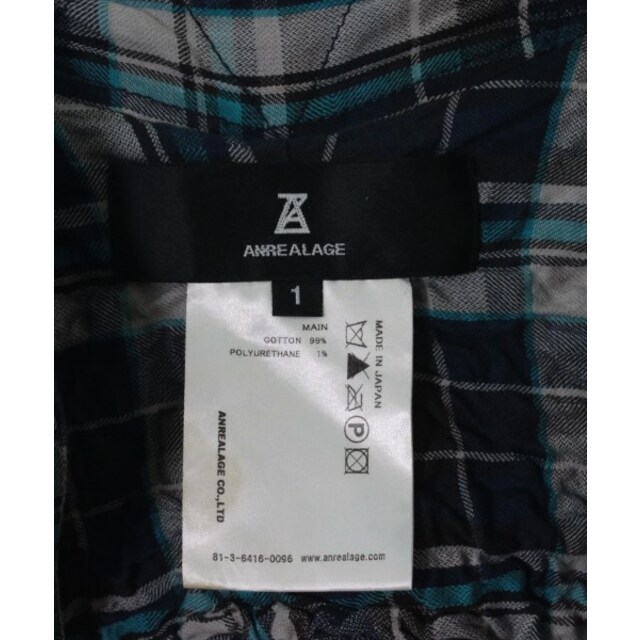 ANREALAGE
1
MAIN
COTTON 99%
POLYURETHANE 1%
MADE IN JAPAN
P
ANREALAGE CO.,LTD
81-3-6416-0096 www.anrealage.com